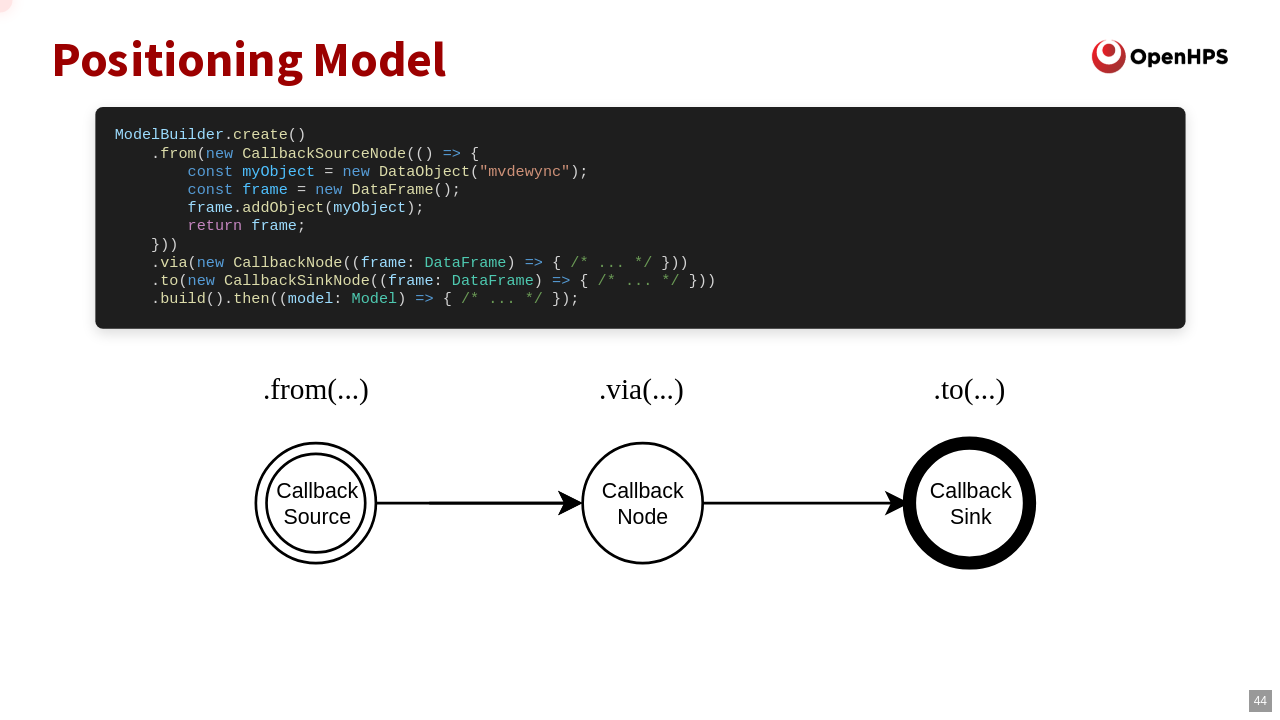 Positioning Model
OpenHPS
ModelBuilder.create()
    .from(new CallbackSourceNode(() => {
        const myObject = new DataObject("mvdewync");
        const frame = new DataFrame();
        frame.addObject(myObject);
        return frame;
    }))
    .via(new CallbackNode((frame: DataFrame) => { /* ... */ }))
    .to(new CallbackSinkNode((frame: DataFrame) => { /* ... */ }))
    .build().then((model: Model) => { /* ... */ });
.from(...)
.via(...)
.to(...)
Callback
Source
Callback
Node
Callback
Sink
44